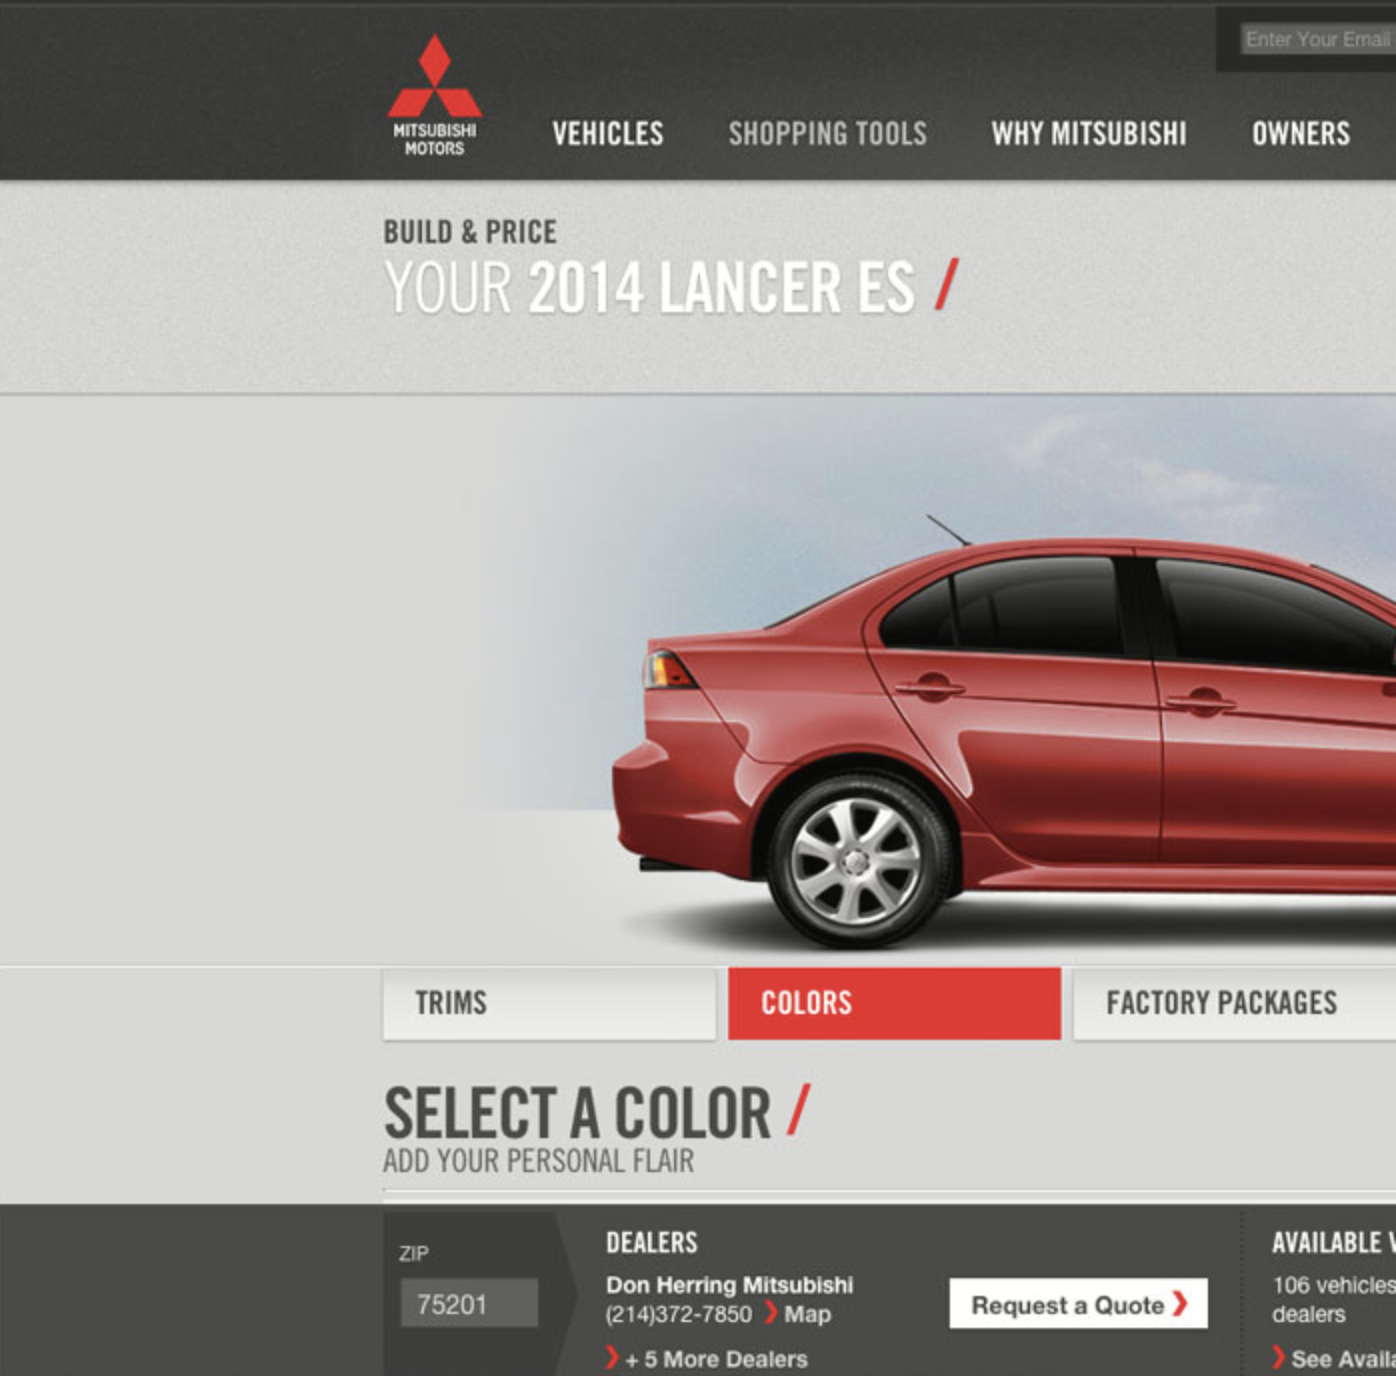 Enter Your Email
MITSUBISHI
MOTORS
VEHICLES
SHOPPING TOOLS
WHY MITSUBISHI
OWNERS
BUILD & PRICE
YOUR 2014 LANCER ES /
TRIMS
COLORS
FACTORY PACKAGES
SELECT A COLOR /
ADD YOUR PERSONAL FLAIR
ZIP
75201
DEALERS
Don Herring Mitsubishi
(214)372-7850 ❯ Map
❯ + 5 More Dealers
Request a Quote ❯
AVAILABLE
106 vehicles
dealers
❯ See